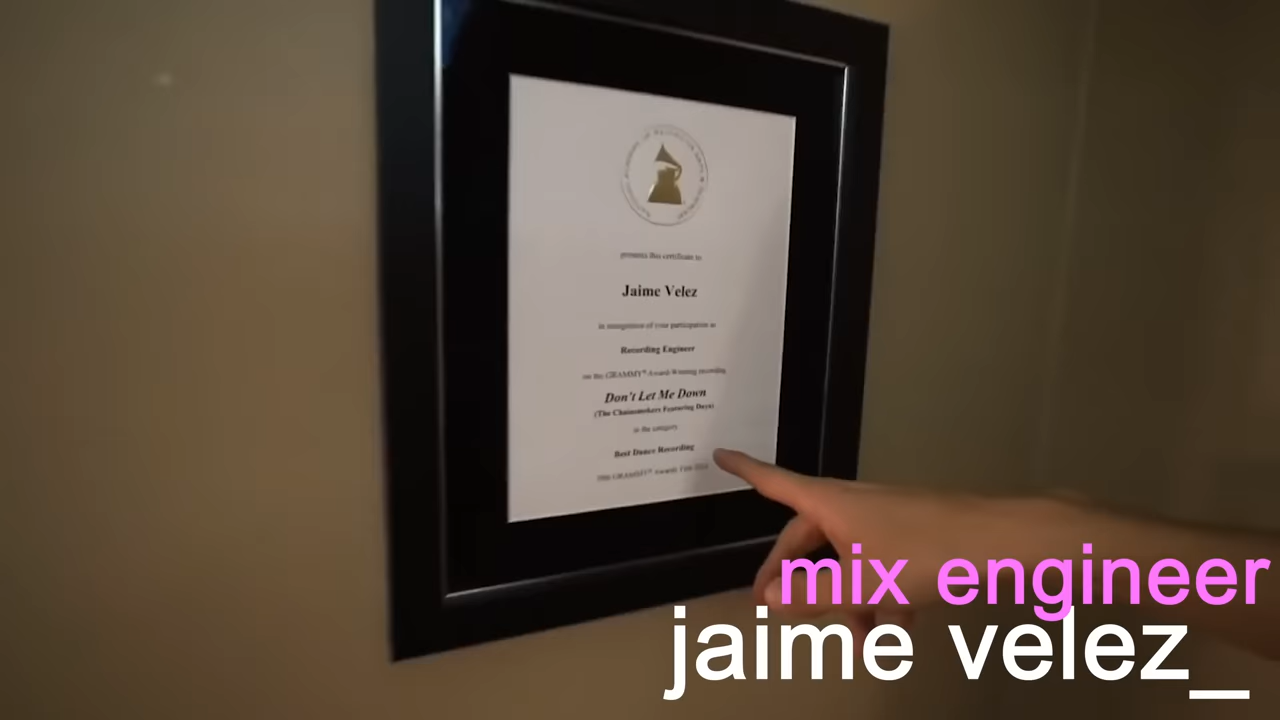 presents this certificate to
Jaime Velez
in recognition of your participation as
Recording Engineer
on the GRAMMY® Award-Winning recording
Don't Let Me Down
(The Chainsmokers Featuring Daya)
in the category
Best Dance Recording
GRAMMY® Awards
mix engineer
jaime velez_